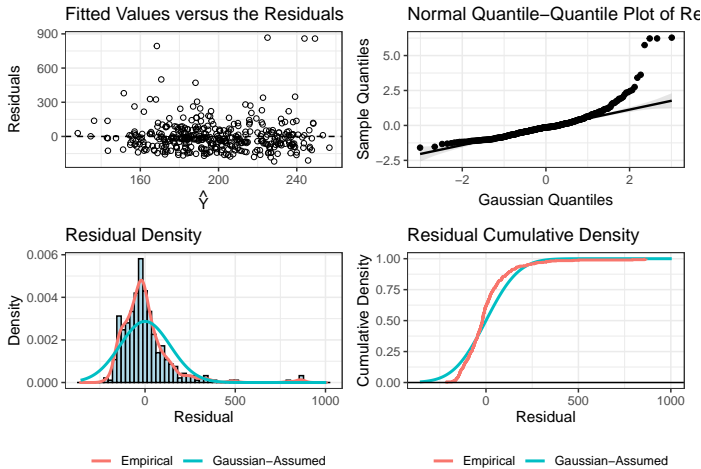 Fitted Values versus the Residuals
900
600
300
0
Residuals
160
200
240
Ŷ
Normal Quantile−Quantile Plot of Re
5.0
2.5
0.0
−2.5
Sample Quantiles
−2
0
2
Gaussian Quantiles
Residual Density
0.006
0.004
0.002
0.000
Density
0
500
1000
Residual
Empirical
Gaussian−Assumed
Residual Cumulative Density
1.00
0.75
0.50
0.25
0.00
Cumulative Density
0
500
1000
Residual
Empirical
Gaussian−Assumed